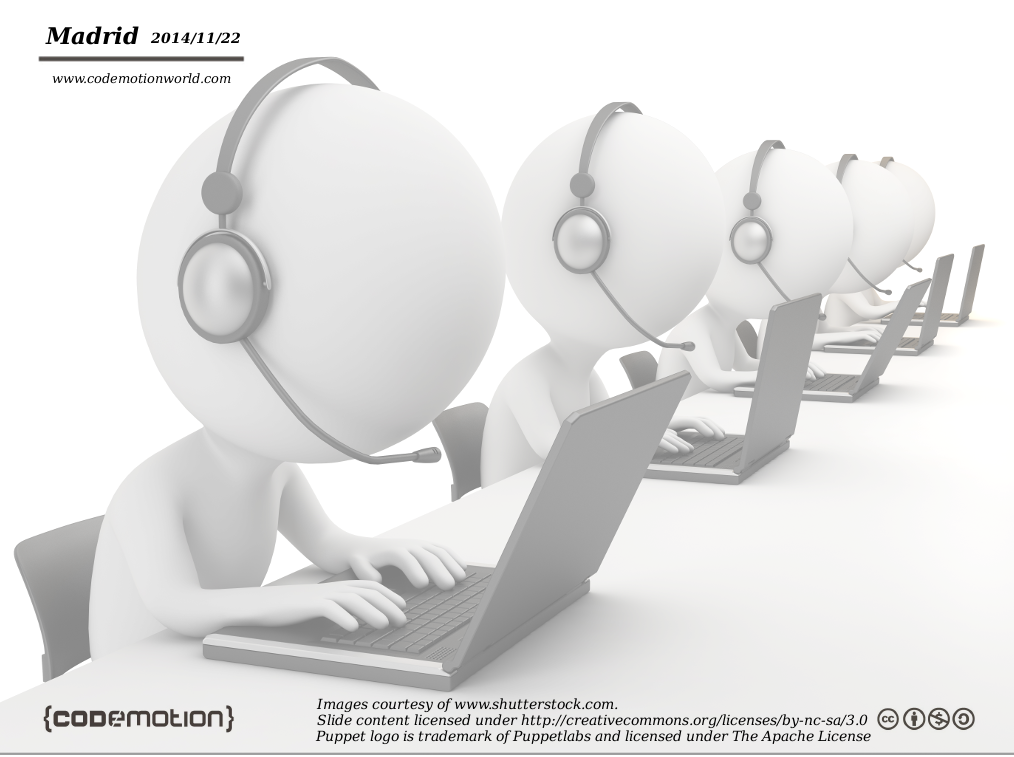 Madrid 2014/11/22
www.codemotionworld.com
{CODEMOTION}
Images courtesy of www.shutterstock.com.
Slide content licensed under http://creativecommons.org/licenses/by-nc-sa/3.0
cc
Puppet logo is trademark of Puppetlabs and licensed under The Apache License